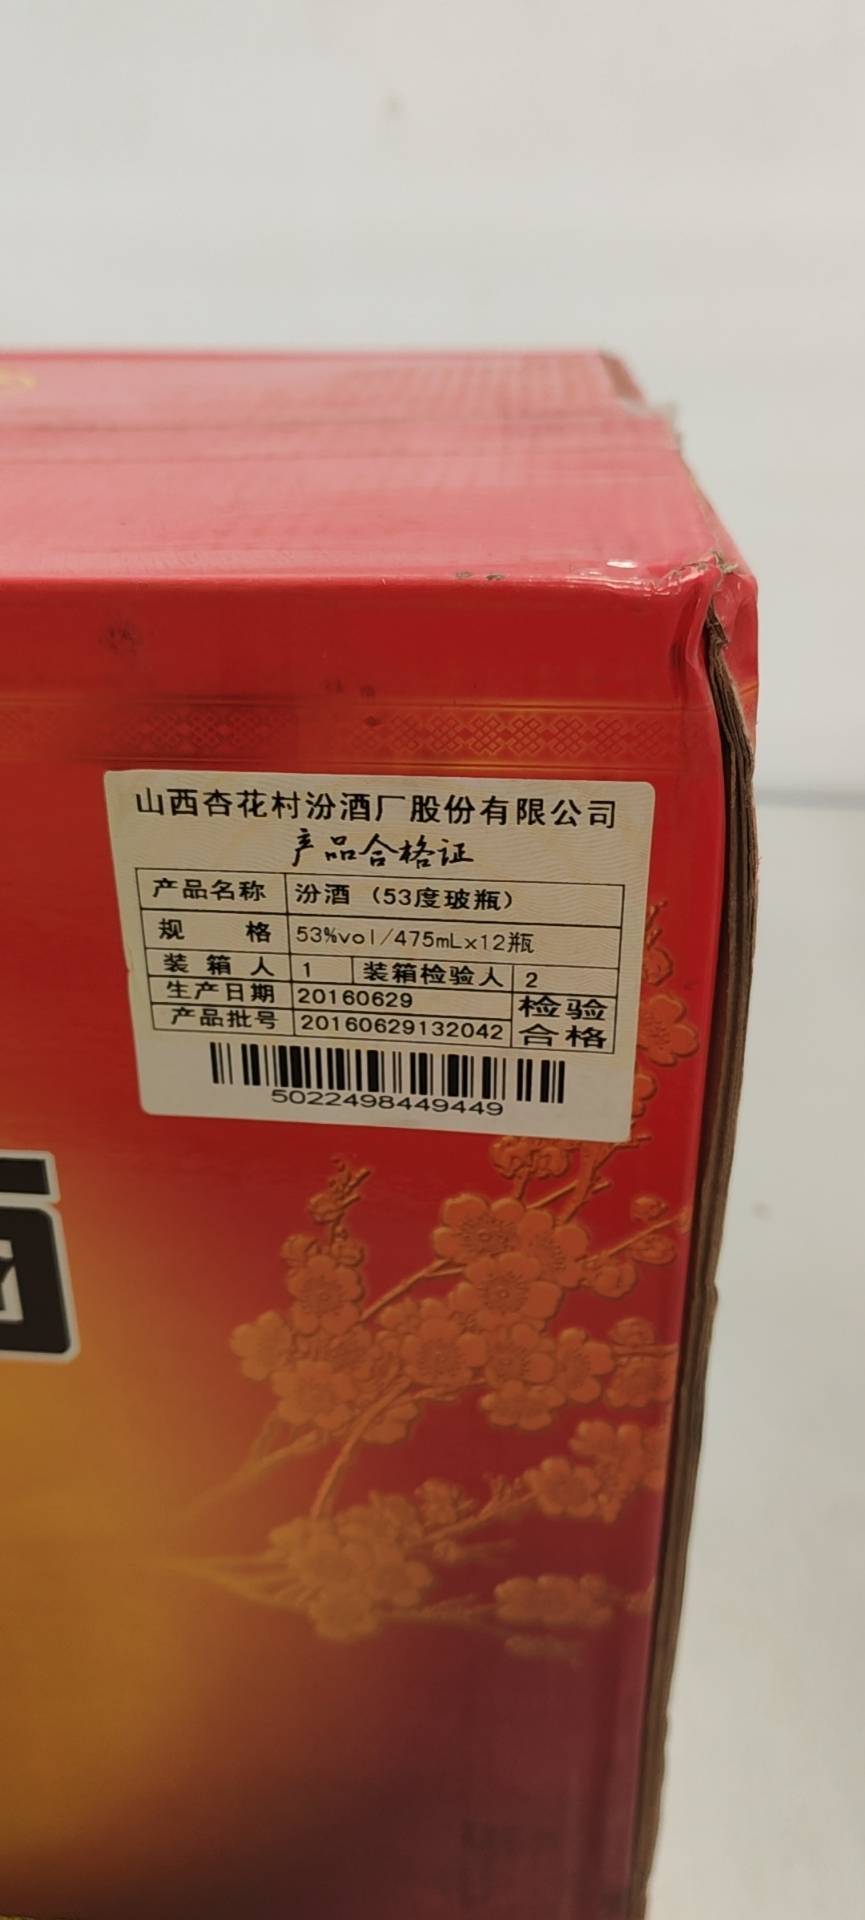 山西杏花村汾酒厂股份有限公司
产品合格证
产品名称 汾酒（53度玻瓶）
规 格 53%vol/475mL×12瓶
装箱人 1 装箱检验人 2
生产日期 20160629 检验
产品批号 20160629132042 合格
5022498449449